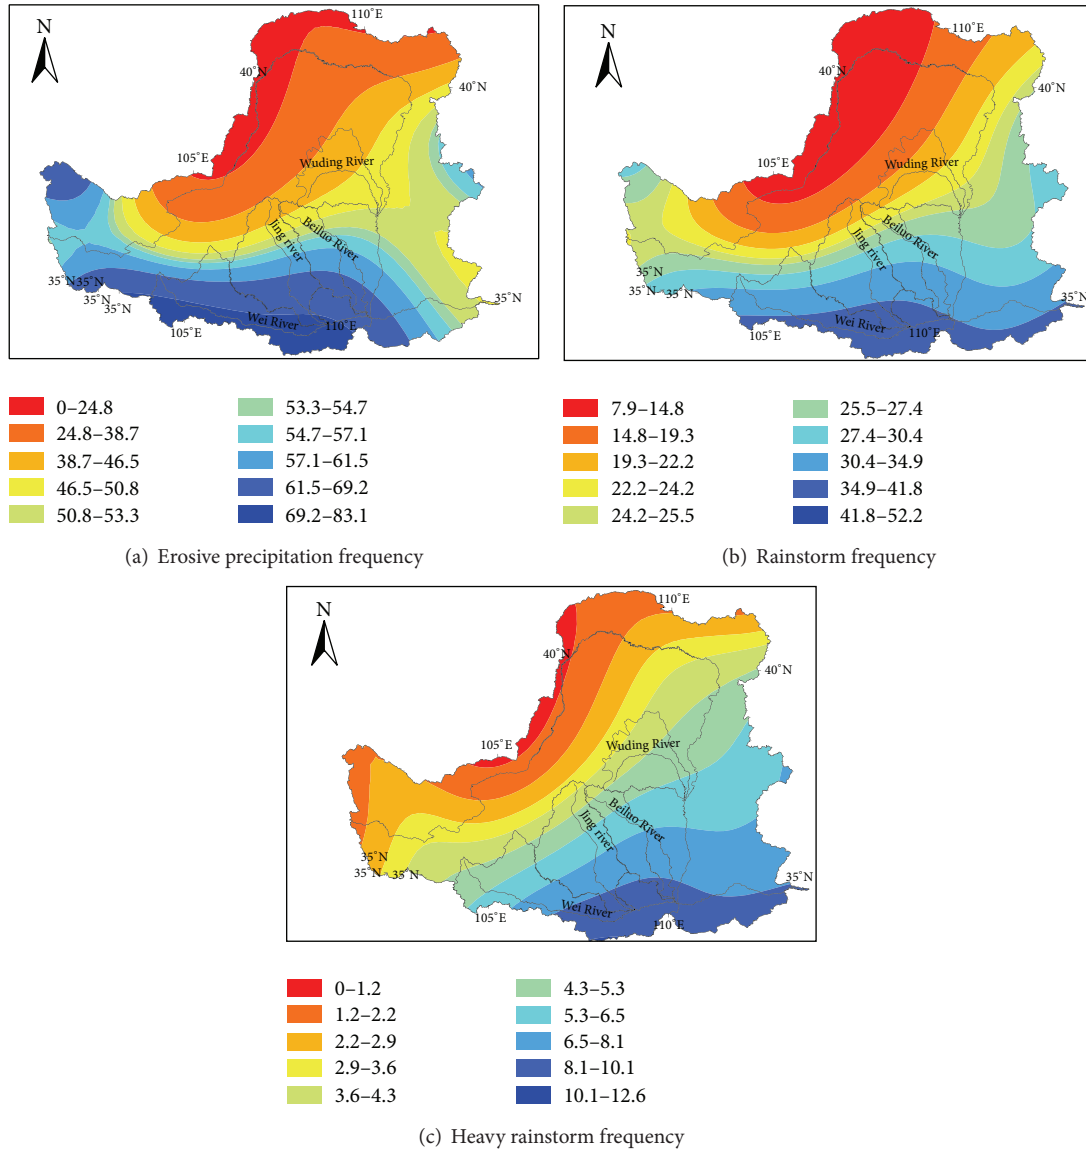 N
110°E
40°N
40°N
105°E
Wuding River
Beiluo River
Jing river
35°N
35°N
35°N
35°N
35°N
105°E
Wei River
110°E
0–24.8
24.8–38.7
38.7–46.5
46.5–50.8
50.8–53.3
53.3–54.7
54.7–57.1
57.1–61.5
61.5–69.2
69.2–83.1
(a) Erosive precipitation frequency
N
110°E
40°N
40°N
105°E
Wuding River
Beiluo River
Jing river
35°N
35°N
35°N
35°N
105°E
Wei River
110°E
7.9–14.8
14.8–19.3
19.3–22.2
22.2–24.2
24.2–25.5
25.5–27.4
27.4–30.4
30.4–34.9
34.9–41.8
41.8–52.2
(b) Rainstorm frequency
N
110°E
40°N
40°N
105°E
Wuding River
Beiluo River
Jing river
35°N
35°N
35°N
35°N
105°E
Wei River
110°E
0–1.2
1.2–2.2
2.2–2.9
2.9–3.6
3.6–4.3
4.3–5.3
5.3–6.5
6.5–8.1
8.1–10.1
10.1–12.6
(c) Heavy rainstorm frequency